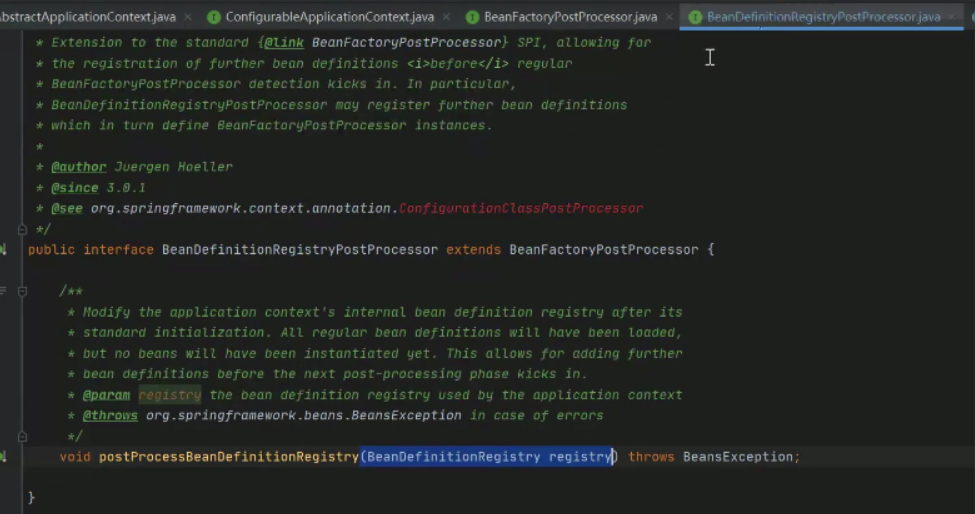 AbstractApplicationContext.java × ConfigurableApplicationContext.java × BeanFactoryPostProcessor.java × BeanDefinitionRegistryPostProcessor.java ×
* Extension to the standard {@link BeanFactoryPostProcessor} SPI, allowing for
* the registration of further bean definitions <i>before</i> regular
* BeanFactoryPostProcessor detection kicks in. In particular,
* BeanDefinitionRegistryPostProcessor may register further bean definitions
* which in turn define BeanFactoryPostProcessor instances.
*
* @author Juergen Hoeller
* @since 3.0.1
* @see org.springframework.context.annotation.ConfigurationClassPostProcessor
*/
public interface BeanDefinitionRegistryPostProcessor extends BeanFactoryPostProcessor {
/**
* Modify the application context's internal bean definition registry after its
* standard initialization. All regular bean definitions will have been loaded,
* but no beans will have been instantiated yet. This allows for adding further
* bean definitions before the next post-processing phase kicks in.
* @param registry the bean definition registry used by the application context
* @throws org.springframework.beans.BeansException in case of errors
*/
void postProcessBeanDefinitionRegistry(BeanDefinitionRegistry registry) throws BeansException;
}